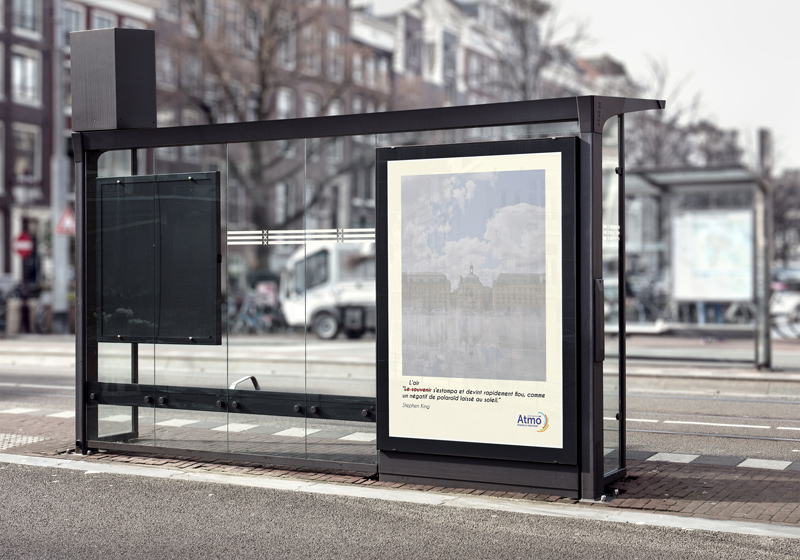 L'air
"Le souvenir s'estompa et devint rapidement flou, comme
un négatif de polaroïd laissé au soleil."
Stephen King
Atmo